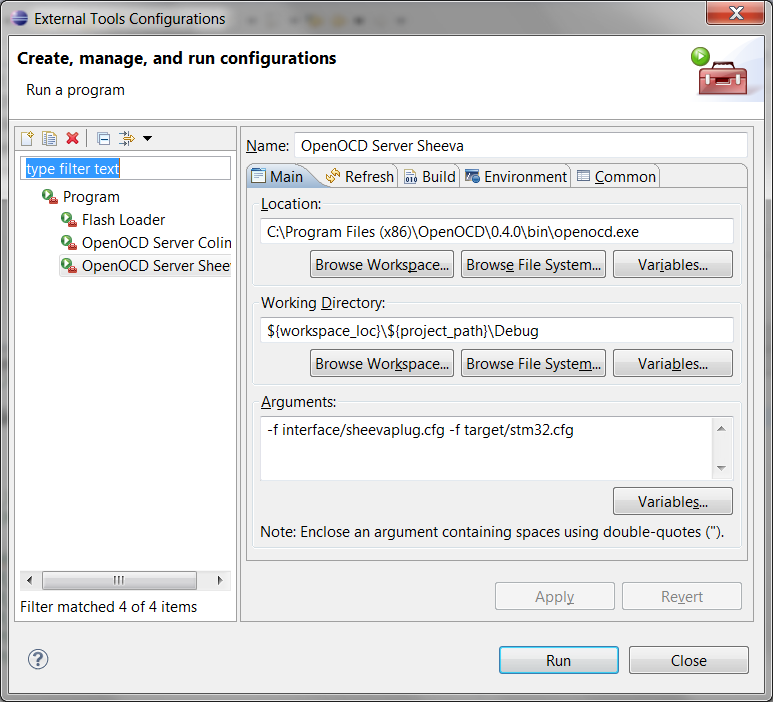 External Tools Configurations
Create, manage, and run configurations
Run a program
type filter text
Program
Flash Loader
OpenOCD Server Colin
OpenOCD Server Shee
Filter matched 4 of 4 items
Name: OpenOCD Server Sheeva
Main Refresh Build Environment Common
Location:
C:\Program Files (x86)\OpenOCD\0.4.0\bin\openocd.exe
Browse Workspace... Browse File System... Variables...
Working Directory:
${workspace_loc}\${project_path}\Debug
Browse Workspace... Browse File System... Variables...
Arguments:
-f interface/sheevaplug.cfg -f target/stm32.cfg
Variables...
Note: Enclose an argument containing spaces using double-quotes (").
Apply Revert
Run Close